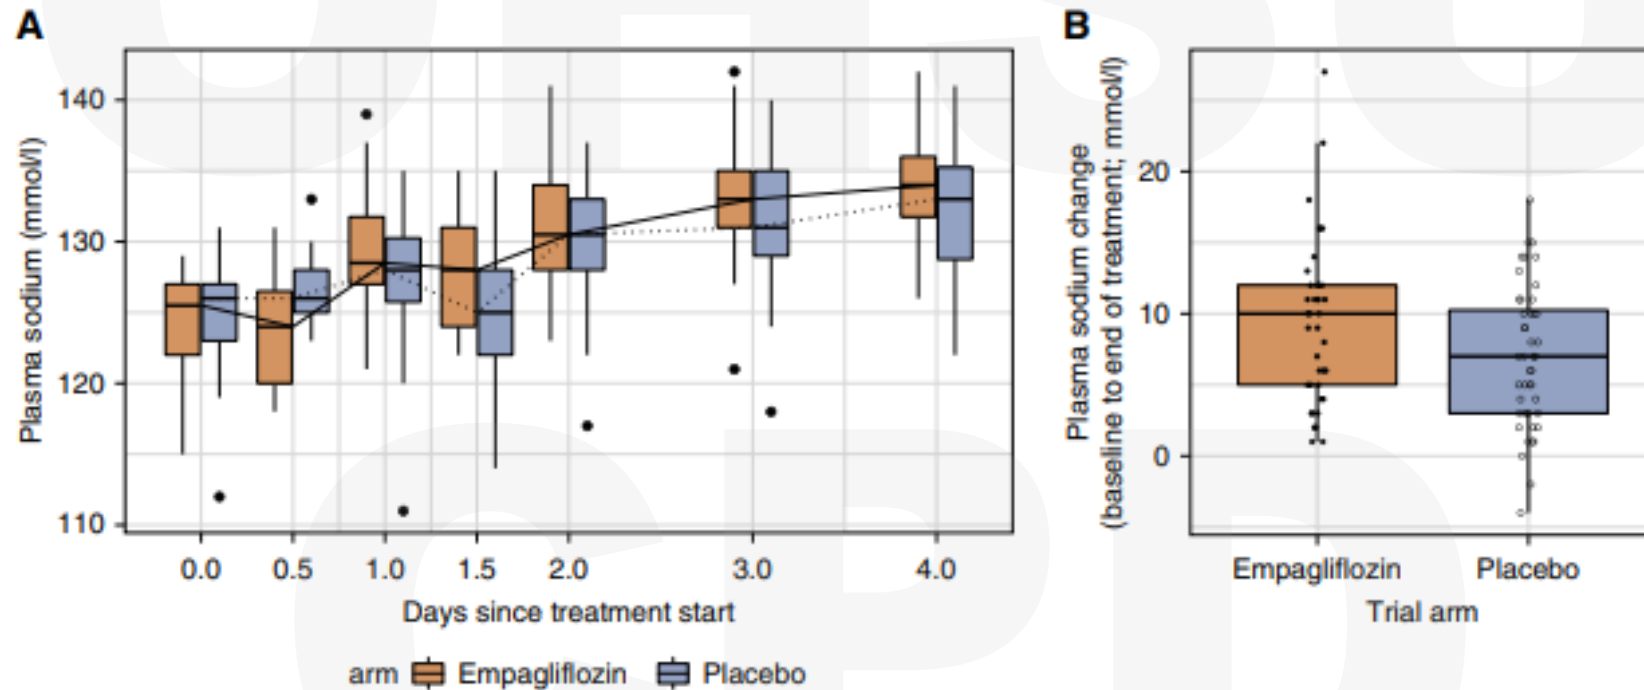 A
B
Plasma sodium (mmol/l)
140
130
120
110
0.0 0.5 1.0 1.5 2.0 3.0 4.0
Days since treatment start
arm Empagliflozin Placebo
Plasma sodium change
(baseline to end of treatment; mmol/l)
20
10
0
Empagliflozin Placebo
Trial arm